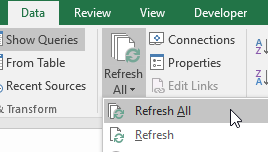 Data Review View Developer
Show Queries
From Table
Recent Sources
& Transform
Refresh
All
Connections
Properties
Edit Links
A
Z
Z
A
Refresh All
Refresh